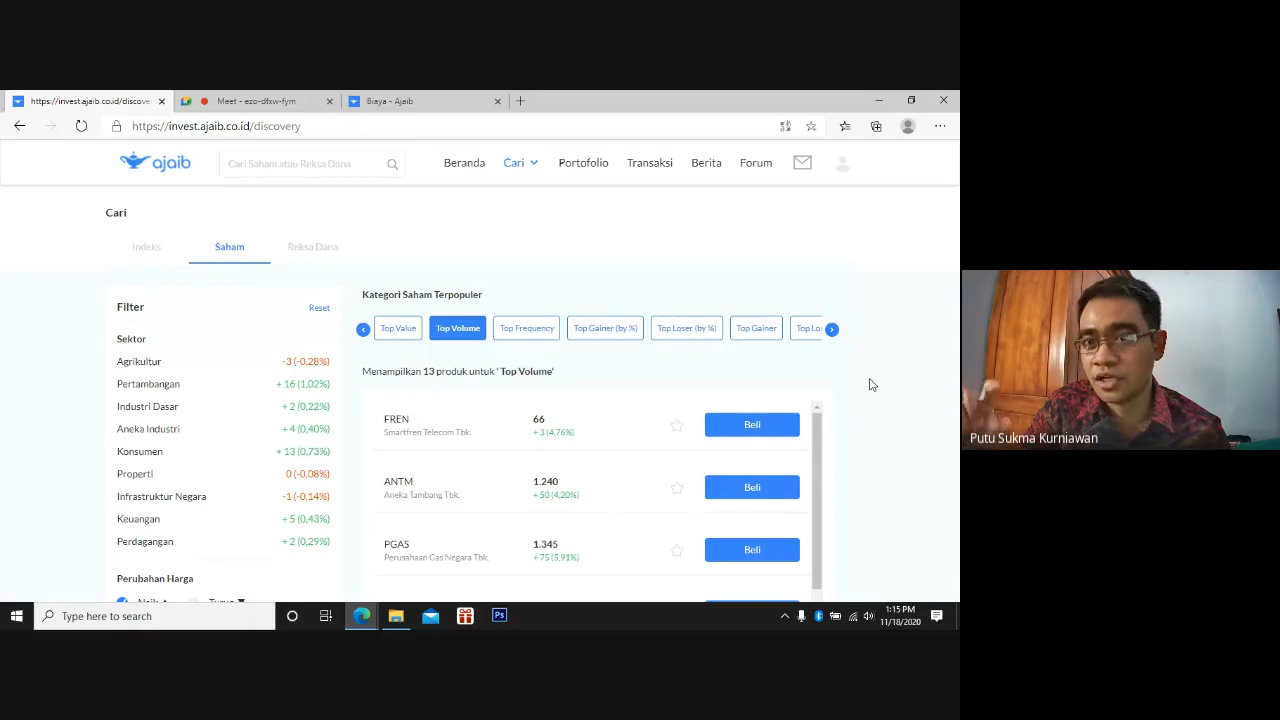 https://invest.ajaib.co.id/discove
Meet - ezo-dfxw-fym
Biaya - Ajaib
https://invest.ajaib.co.id/discovery
ajaib
Cari Saham atau Reksa Dana
Beranda
Cari
Portofolio
Transaksi
Berita
Forum
Cari
Indeks
Saham
Reksa Dana
Filter
Reset
Sektor
Agrikultur -3 (-0,28%)
Pertambangan + 16 (1,02%)
Industri Dasar + 2 (0,22%)
Aneka Industri + 4 (0,40%)
Konsumen + 13 (0,73%)
Properti 0 (-0,08%)
Infrastruktur Negara -1 (-0,14%)
Keuangan + 5 (0,43%)
Perdagangan + 2 (0,29%)
Perubahan Harga
Kategori Saham Terpopuler
Top Value
Top Volume
Top Frequency
Top Gainer (by %)
Top Loser (by %)
Top Gainer
Top Lo
Menampilkan 13 produk untuk ' Top Volume'
FREN 66
Smartfren Telecom Tbk. + 3 (4,76%)
Beli
ANTM 1.240
Aneka Tambang Tbk. + 50 (4,20%)
Beli
PGAS 1.345
Perusahaan Gas Negara Tbk. + 75 (5,91%)
Beli
Putu Sukma Kurniawan
Type here to search
Ps
1:15 PM
11/18/2020